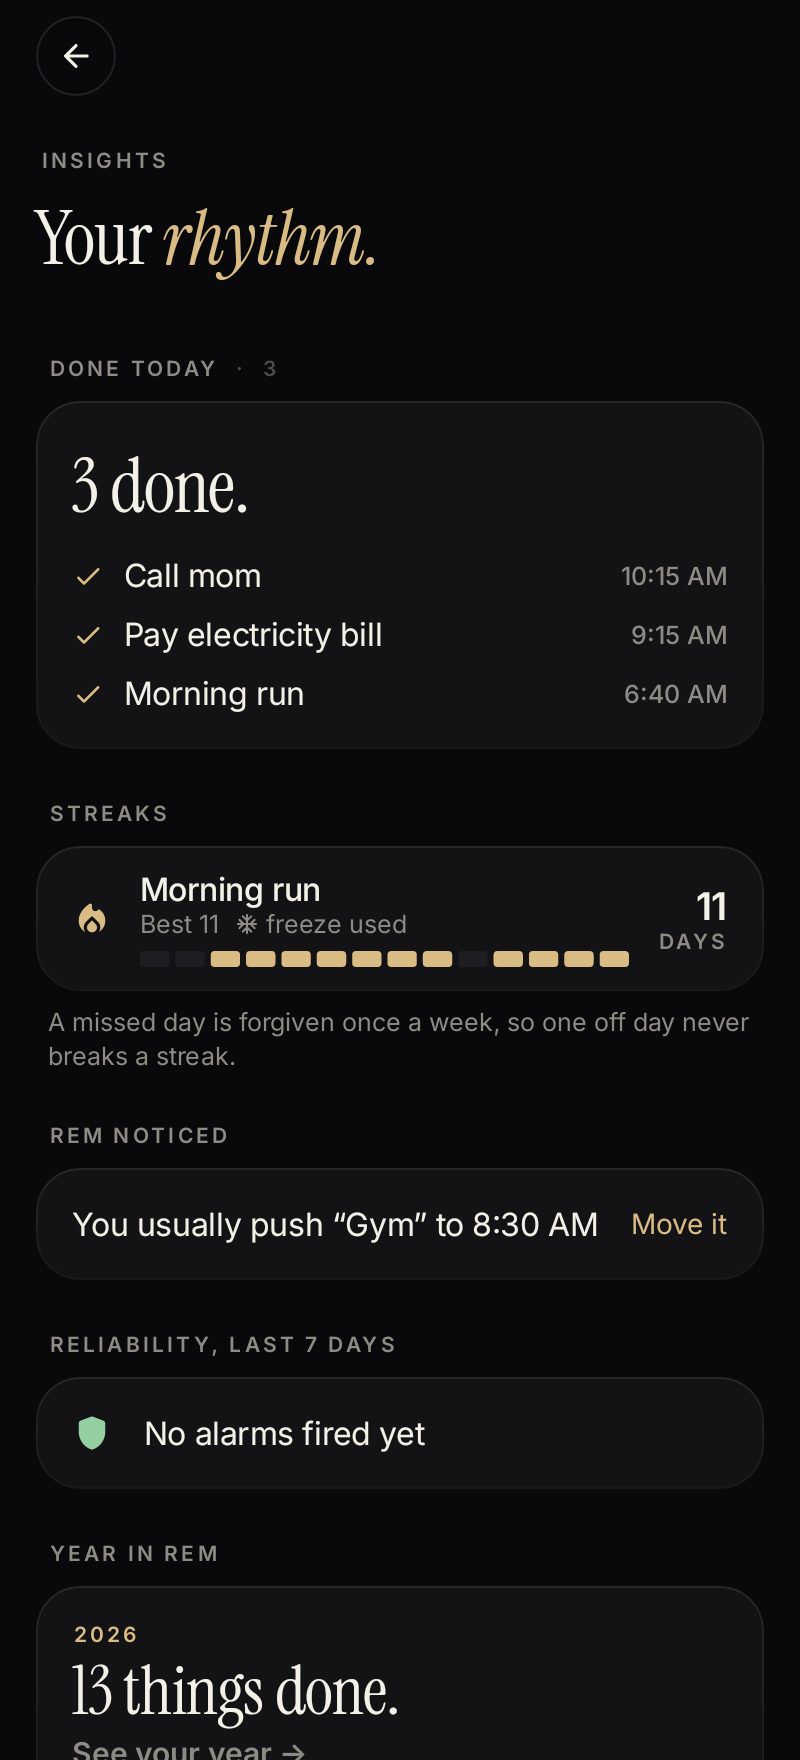 INSIGHTS
Your rhythm.
DONE TODAY · 3
3 done.
Call mom 10:15 AM
Pay electricity bill 9:15 AM
Morning run 6:40 AM
STREAKS
Morning run
Best 11 freeze used
11
DAYS
A missed day is forgiven once a week, so one off day never
breaks a streak.
REM NOTICED
You usually push “Gym” to 8:30 AM Move it
RELIABILITY, LAST 7 DAYS
No alarms fired yet
YEAR IN REM
2026
13 things done.
See your year →